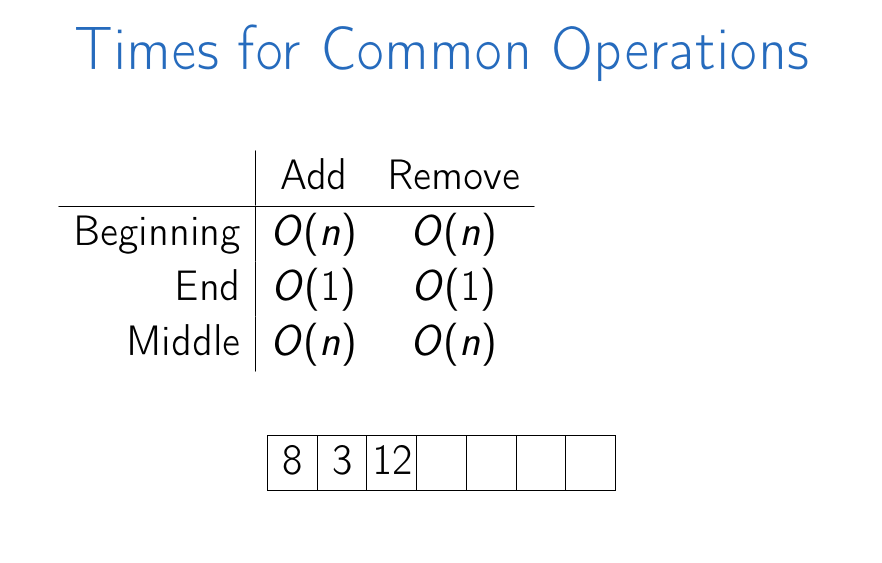 Times for Common Operations
Add Remove
Beginning O(n) O(n)
End O(1) O(1)
Middle O(n) O(n)
8 3 12